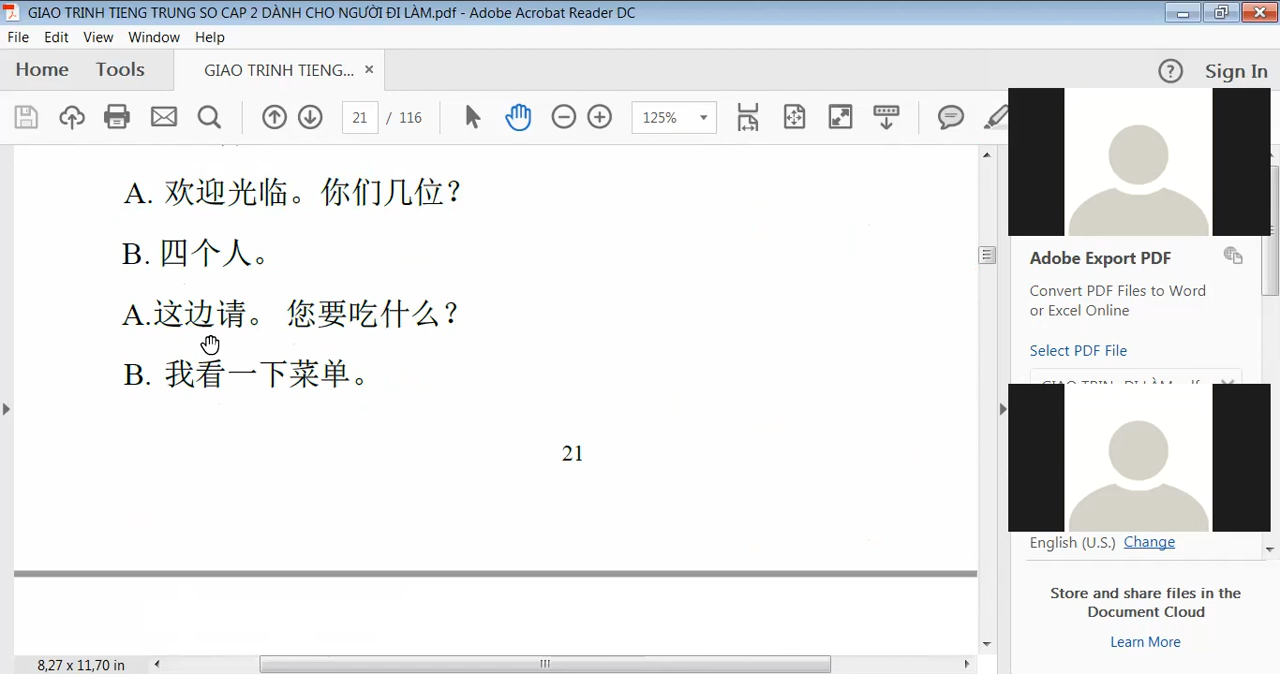 GIAO TRINH TIENG TRUNG SO CAP 2 DÀNH CHO NGƯỜI ĐI LÀM.pdf - Adobe Acrobat Reader DC
File Edit View Window Help
Home Tools GIAO TRINH TIENG... × ? Sign In
21 / 116 125%
A. 欢迎光临。你们几位?
B. 四个人。
A.这边请。 您要吃什么?
B. 我看一下菜单。
21
8,27 x 11,70 in
Adobe Export PDF
Convert PDF Files to Word
or Excel Online
Select PDF File
English (U.S.) Change
Store and share files in the
Document Cloud
Learn More